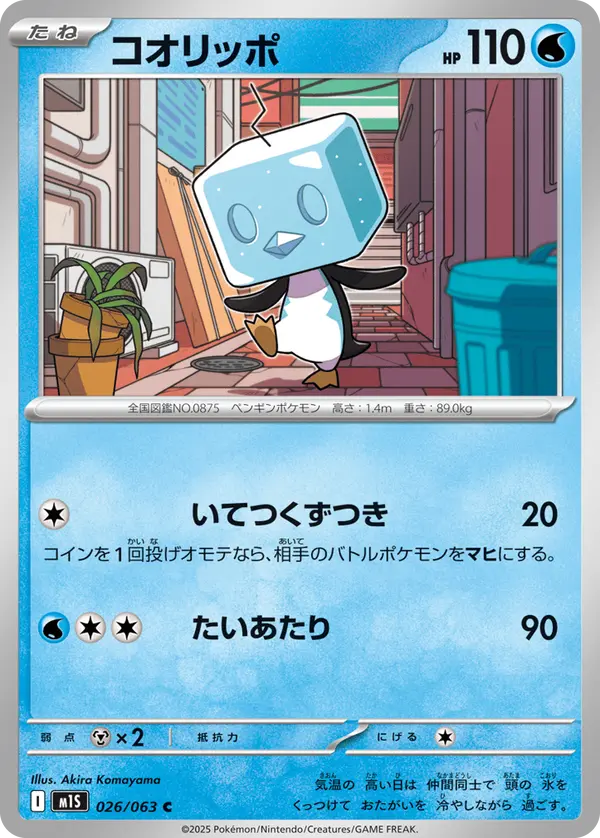 たね
コオリッポ
HP 110
全国図鑑NO.0875 ペンギンポケモン 高さ:1.4m 重さ:89.0kg
いてつくずつき 20
コインを1回投げオモテなら、相手のバトルポケモンをマヒにする。
たいあたり 90
弱点 ×2 抵抗力 にげる
Illus. Akira Komayama
I m1S 026/063 C
気温の 高い日は 仲間同士で 頭の 氷を
くっつけて おたがいを 冷やしながら 過ごす。
©2025 Pokémon/Nintendo/Creatures/GAME FREAK.